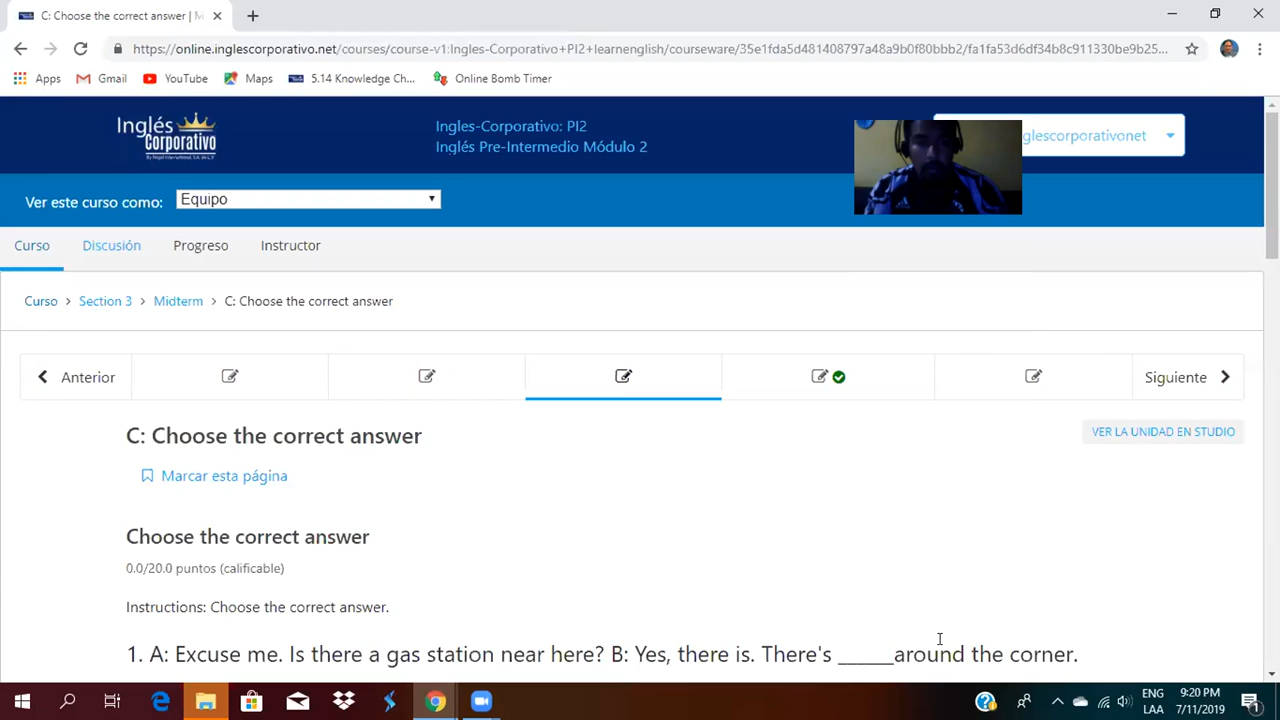 C: Choose the correct answer | M
https://online.inglescorporativo.net/courses/course-v1:Ingles-Corporativo+PI2+learnenglish/courseware/35e1fda5d481408797a48a9b0f80bbb2/fa1fa53d6df34b8c911330be9b25...
Apps Gmail YouTube Maps 5.14 Knowledge Ch... Online Bomb Timer
Inglés
Corporativo
Ingles-Corporativo: PI2
Inglés Pre-Intermedio Módulo 2
glescorporativonet
Ver este curso como: Equipo
Curso Discusión Progreso Instructor
Curso > Section 3 > Midterm > C: Choose the correct answer
Anterior Siguiente
C: Choose the correct answer
VER LA UNIDAD EN STUDIO
Marcar esta página
Choose the correct answer
0.0/20.0 puntos (calificable)
Instructions: Choose the correct answer.
1. A: Excuse me. Is there a gas station near here? B: Yes, there is. There's ______around the corner.
ENG 9:20 PM
LAA 7/11/2019